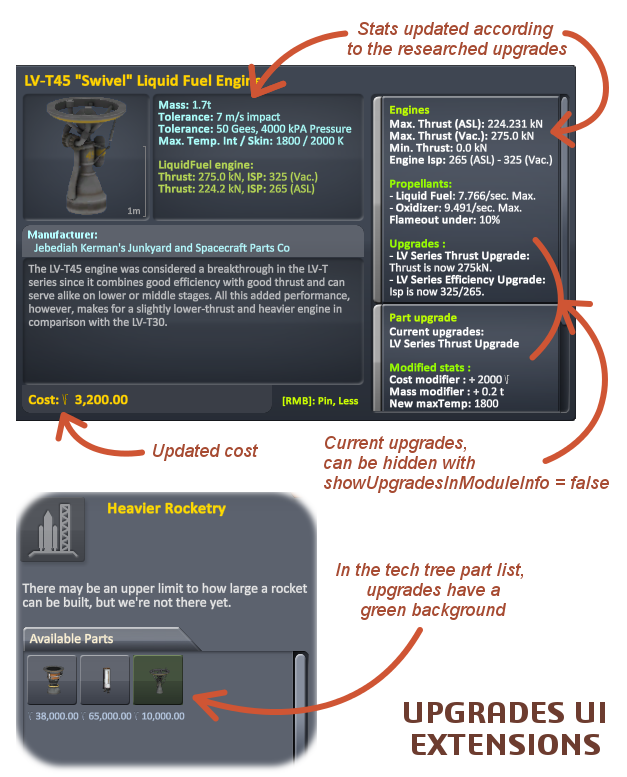 Stats updated according
to the researched upgrades
LV-T45 "Swivel" Liquid Fuel Engine
Mass: 1.7t
Tolerance: 7 m/s impact
Tolerance: 50 Gees, 4000 kPA Pressure
Max. Temp. Int / Skin: 1800 / 2000 K
LiquidFuel engine:
Thrust: 275.0 kN, ISP: 325 (Vac.)
Thrust: 224.2 kN, ISP: 265 (ASL)
1m
Manufacturer:
Jebediah Kerman's Junkyard and Spacecraft Parts Co
The LV-T45 engine was considered a breakthrough in the LV-T
series since it combines good efficiency with good thrust and can
serve alike on lower or middle stages. All this added performance,
however, makes for a slightly lower-thrust and heavier engine in
comparison with the LV-T30.
Cost: 3,200.00
[RMB]: Pin, Less
Engines
Max. Thrust (ASL): 224.231 kN
Max. Thrust (Vac.): 275.0 kN
Min. Thrust: 0.0 kN
Engine Isp: 265 (ASL) - 325 (Vac.)
Propellants:
- Liquid Fuel: 7.766/sec. Max.
- Oxidizer: 9.491/sec. Max.
Flameout under: 10%
Upgrades :
- LV Series Thrust Upgrade:
Thrust is now 275kN.
- LV Series Efficiency Upgrade:
Isp is now 325/265.
Part upgrade
Current upgrades:
LV Series Thrust Upgrade
Modified stats :
Cost modifier : + 2000
Mass modifier : + 0.2 t
New maxTemp: 1800
Updated cost
Current upgrades,
can be hidden with
showUpgradesInModuleInfo = false
Heavier Rocketry
There may be an upper limit to how large a rocket
can be built, but we're not there yet.
Available Parts
38,000.00 65,000.00 10,000.00
In the tech tree part list,
upgrades have a
green background
UPGRADES UI
EXTENSIONS